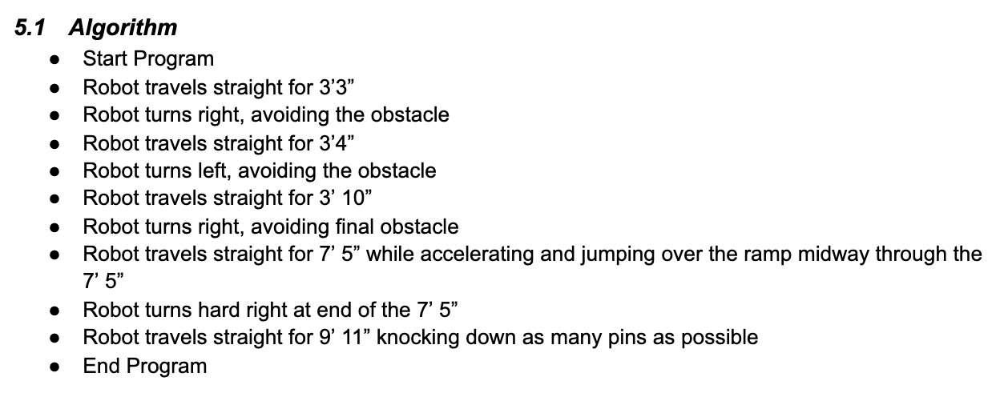 5.1 Algorithm
● Start Program
● Robot travels straight for 3’3”
● Robot turns right, avoiding the obstacle
● Robot travels straight for 3’4”
● Robot turns left, avoiding the obstacle
● Robot travels straight for 3’ 10”
● Robot turns right, avoiding final obstacle
● Robot travels straight for 7’ 5” while accelerating and jumping over the ramp midway through the
7’ 5”
● Robot turns hard right at end of the 7’ 5”
● Robot travels straight for 9’ 11” knocking down as many pins as possible
● End Program